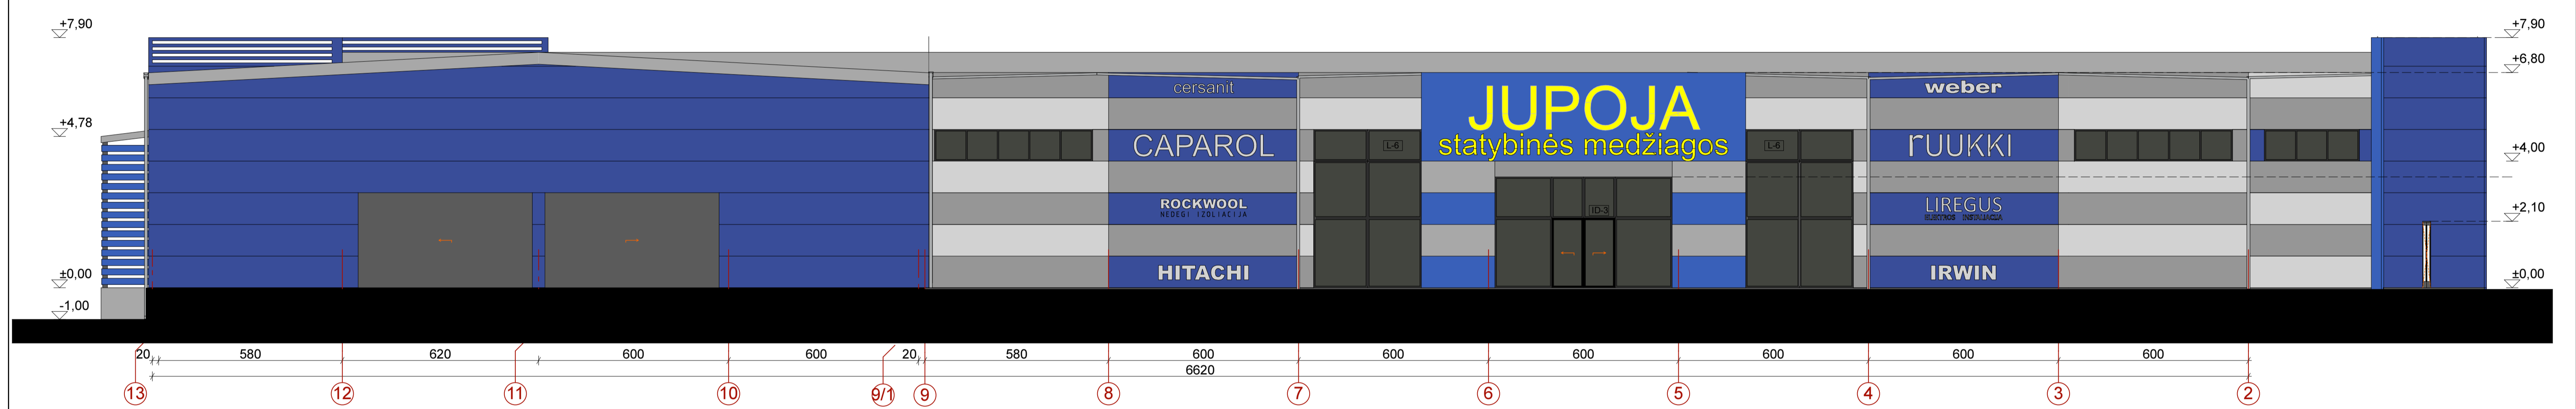 +7,90
+7,90
+6,80
cersanit
weber
JUPOJA
+4,78
CAPAROL
L-6
statybinės medžiagos
L-6
rUUKKI
+4,00
ROCKWOOL
NEDEGI IZOLIACIJA
ID-3
LIREGUS
ELEKTROS INSTALIACIJA
+2,10
±0,00
HITACHI
IRWIN
±0,00
-1,00
20 580 620 600 600 20 580 600 600 600 600 600 600
6620
13 12 11 10 9/1 9 8 7 6 5 4 3 2